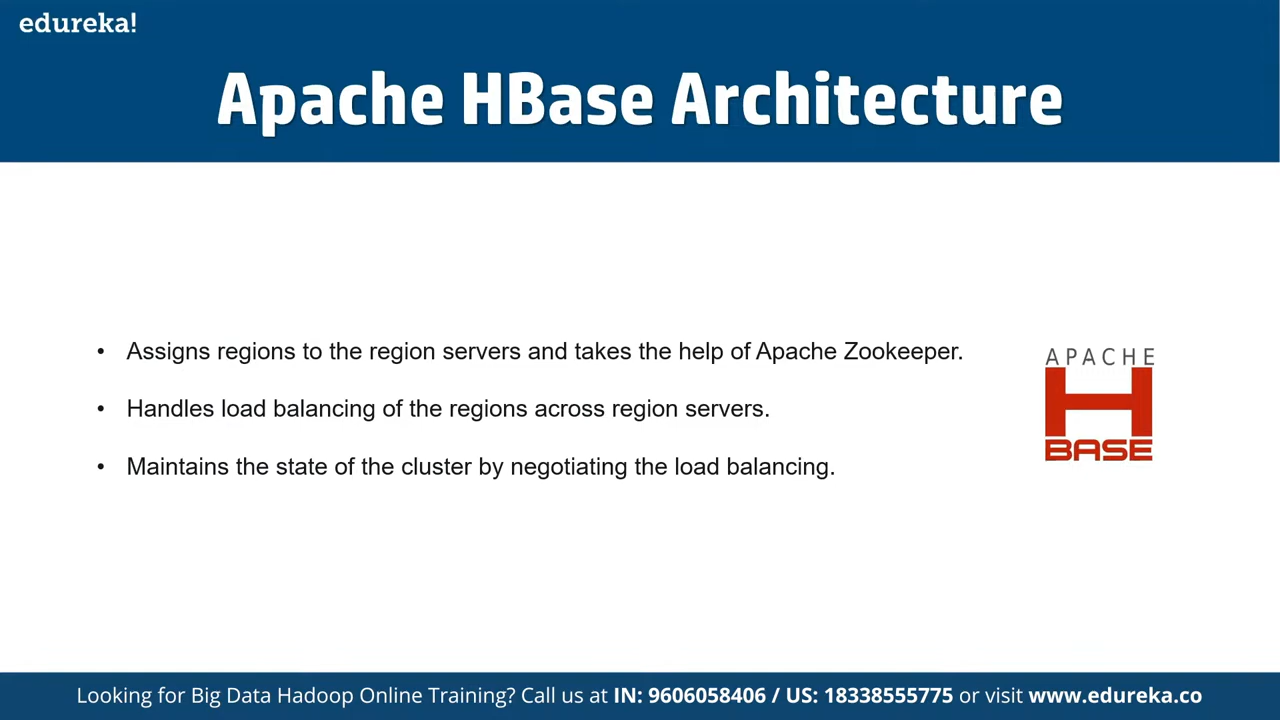 edureka!
Apache HBase Architecture
• Assigns regions to the region servers and takes the help of Apache Zookeeper.
• Handles load balancing of the regions across region servers.
• Maintains the state of the cluster by negotiating the load balancing.
APACHE
H
BASE
Looking for Big Data Hadoop Online Training? Call us at IN: 9606058406 / US: 18338555775 or visit www.edureka.co